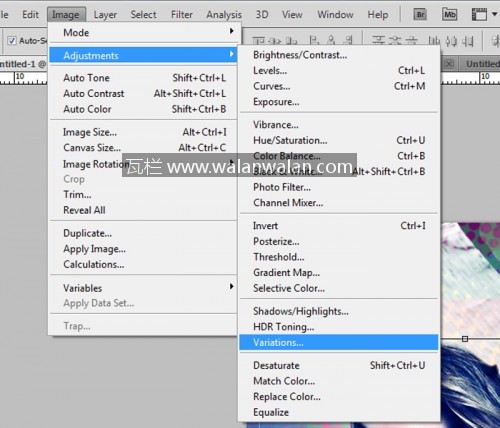 Edit Image Layer Select Filter Analysis 3D View Window Help Br Mb
Auto-Se
ntitled-1 @
Untitled
10
10
Mode
Adjustments
Auto Tone Shift+Ctrl+L
Auto Contrast Alt+Shift+Ctrl+L
Auto Color Shift+Ctrl+B
Image Size... Alt+Ctrl+I
Canvas Size... Alt+Ctrl+C
Image Rotation
Crop
Trim...
Reveal All
Duplicate...
Apply Image...
Calculations...
Variables
Apply Data Set...
Trap...
Brightness/Contrast...
Levels... Ctrl+L
Curves... Ctrl+M
Exposure...
Vibrance...
Hue/Saturation... Ctrl+U
Color Balance... Ctrl+B
Black & White... Alt+Shift+Ctrl+B
Photo Filter...
Channel Mixer...
Invert Ctrl+I
Posterize...
Threshold...
Gradient Map...
Selective Color...
Shadows/Highlights...
HDR Toning...
Variations...
Desaturate Shift+Ctrl+U
Match Color...
Replace Color...
Equalize
瓦栏 www.walanwalan.com